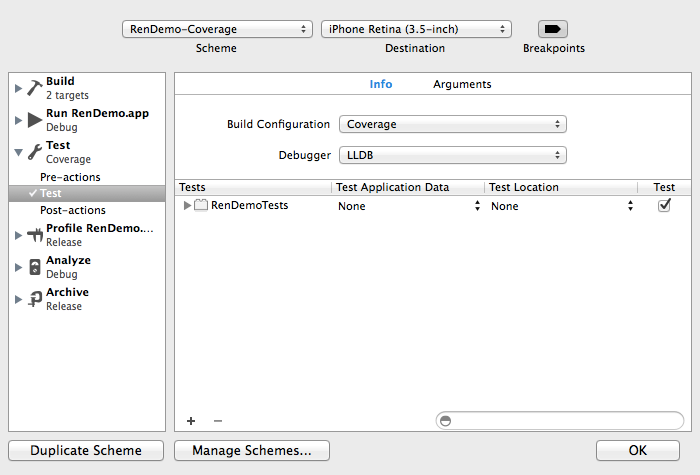 RenDemo-Coverage
iPhone Retina (3.5-inch)
Scheme
Destination
Breakpoints
Build
2 targets
Run RenDemo.app
Debug
Test
Coverage
Pre-actions
Test
Post-actions
Profile RenDemo....
Release
Analyze
Debug
Archive
Release
Info
Arguments
Build Configuration
Coverage
Debugger
LLDB
Tests
Test Application Data
Test Location
Test
RenDemoTests
None
None
Duplicate Scheme
Manage Schemes...
OK